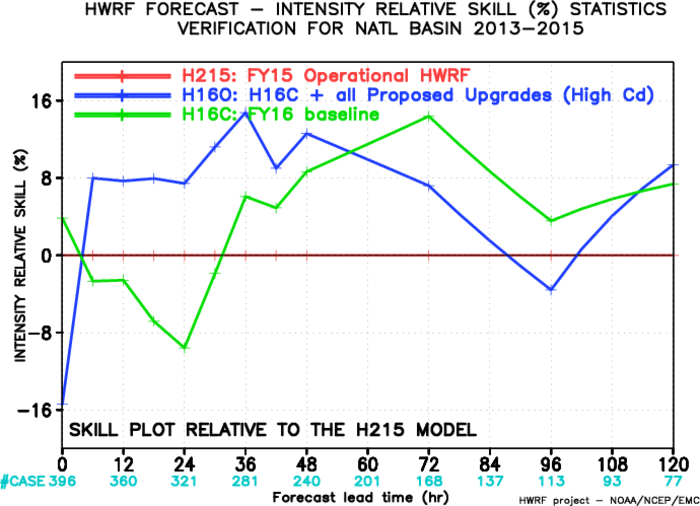 HWRF FORECAST – INTENSITY RELATIVE SKILL (%) STATISTICS
VERIFICATION FOR NATL BASIN 2013–2015
H215: FY15 Operational HWRF
H16O: H16C + all Proposed Upgrades (High Cd)
H16C: FY16 baseline
INTENSITY RELATIVE SKILL (%)
16
8
0
−8
−16
SKILL PLOT RELATIVE TO THE H215 MODEL
0 12 24 36 48 60 72 84 96 108 120
#CASE 396 360 321 281 240 201 168 137 113 93 77
Forecast lead time (hr)
HWRF project – NOAA/NCEP/EMC